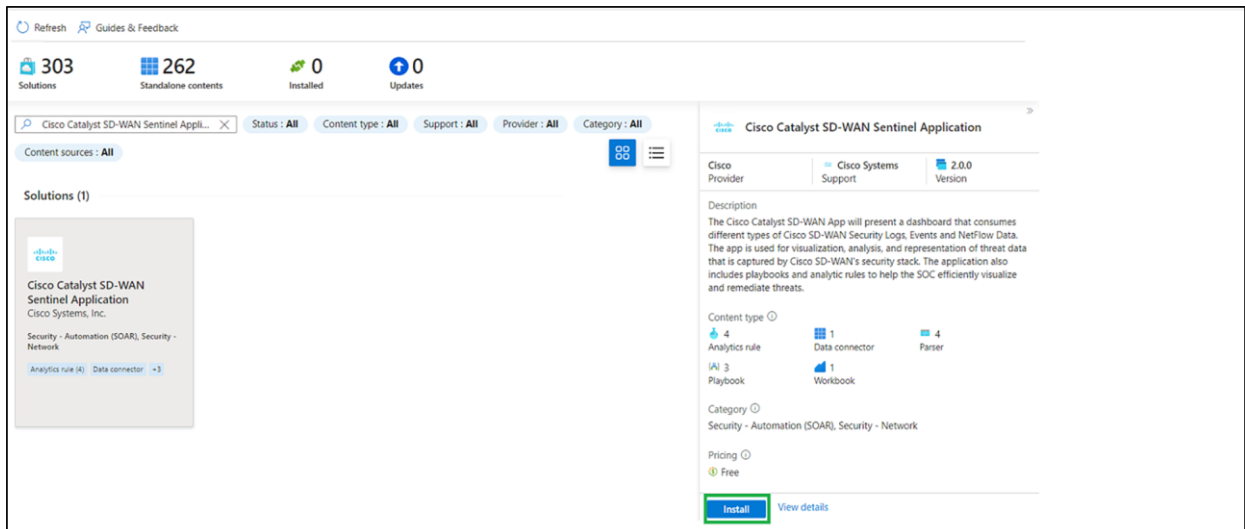 Refresh Guides & Feedback
303 262 0 0
Solutions Standalone contents Installed Updates
Cisco Catalyst SD-WAN Sentinel Appli... Status : All Content type : All Support : All Provider : All Category : All
Content sources : All
Solutions (1)
CISCO
Cisco Catalyst SD-WAN
Sentinel Application
Cisco Systems, Inc.
Security - Automation (SOAR), Security -
Network
Analytics rule (4) Data connector +3
CISCO
Cisco Catalyst SD-WAN Sentinel Application
Cisco Cisco Systems 2.0.0
Provider Support Version
Description
The Cisco Catalyst SD-WAN App will present a dashboard that consumes
different types of Cisco SD-WAN Security Logs, Events and NetFlow Data.
The app is used for visualization, analysis, and representation of threat data
that is captured by Cisco SD-WAN's security stack. The application also
includes playbooks and analytic rules to help the SOC efficiently visualize
and remediate threats.
Content type
4 1 4
Analytics rule Data connector Parser
3 1
Playbook Workbook
Category
Security - Automation (SOAR), Security - Network
Pricing
Free
Install View details